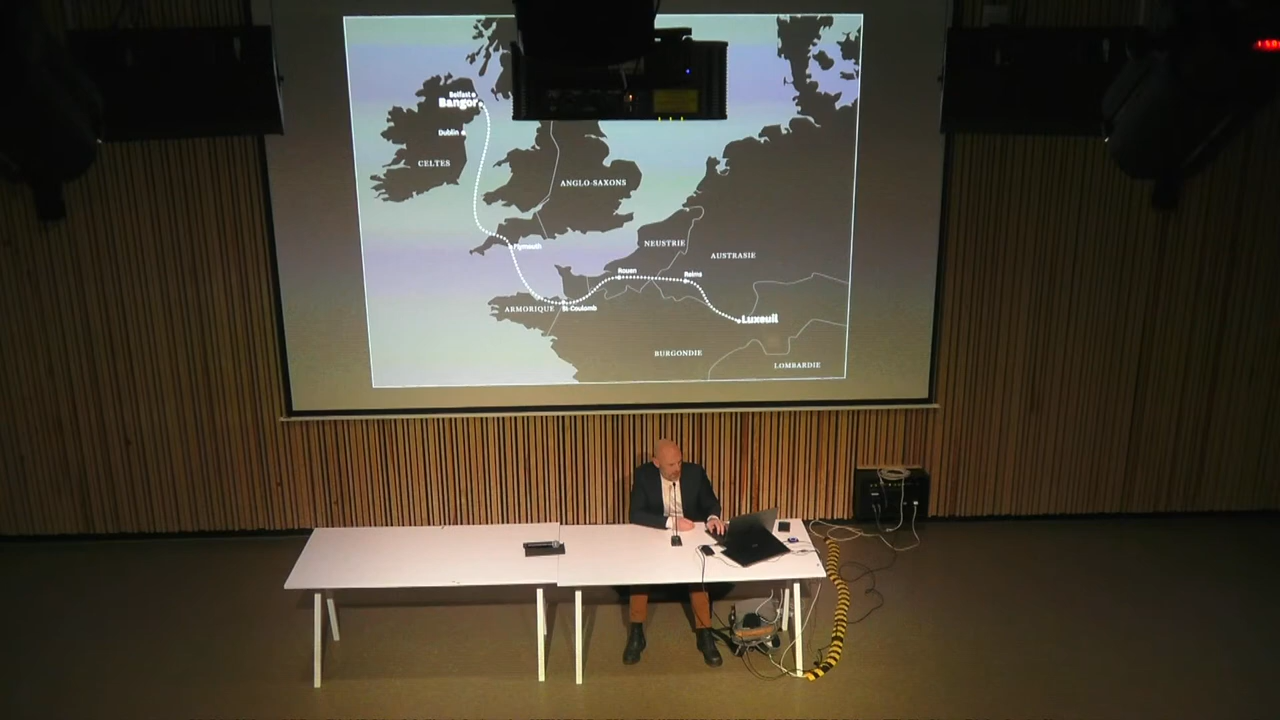 Belfast
Bangor
Dublin
CELTES
ANGLO-SAXONS
Plymouth
NEUSTRIE
AUSTRASIE
Rouen
Reims
ARMORIQUE
St-Coulomb
Luxeuil
BURGONDIE
LOMBARDIE